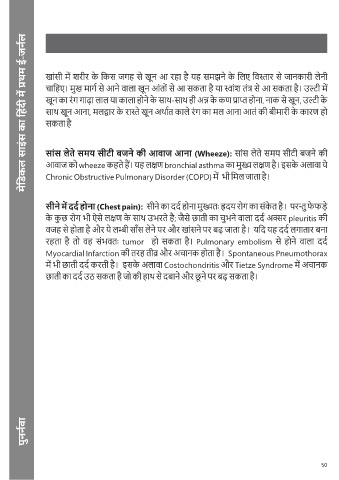 मेडिकल साइंस का हिंदी में प्रथम ई-जर्नल
खांसी में शरीर के किस जगह से खून आ रहा है यह समझने के लिए विस्तार से जानकारी लेनी
चाहिए। मुख मार्ग से आने वाला खून आंतों से आ सकता है या स्वांश तंत्र से आ सकता है। उल्टी में
खून का रंग गाढ़ा लाल या काला होने के साथ-साथ ही अन्न के कण प्राप्त होना, नाक से खून, उल्टी के
साथ खून आना, मलद्वार के रास्ते खून अर्थात काले रंग का मल आना आतं की बीमारी के कारण हो
सकता है
सांस लेते समय सीटी बजने की आवाज आना (Wheeze): सांस लेते समय सीटी बजने की
आवाज को wheeze कहते हैं। यह लक्षण bronchial asthma का मुख्य लक्षण है। इसके अलावा ये
Chronic Obstructive Pulmonary Disorder (COPD) में भी मिल जाता है।
सीने में दर्द होना (Chest pain): सीने का दर्द होना मुख्यतः ह्रदय रोग का संकेत है। परन्तु फेफड़े
के कुछ रोग भी ऐसे लक्षण के साथ उभरते है; जैसे छाती का चुभने वाला दर्द अक्सर pleuritis की
वजह से होता है ओर ये लम्बी साँस लेने पर और खांसने पर बढ़ जाता है। यदि यह दर्द लगातार बना
रहता है तो वह संभवतः tumor हो सकता है। Pulmonary embolism से होने वाला दर्द
Myocardial Infarction की तरह तीव्र और अचानक होता है। Spontaneous Pneumothorax
में भी छाती दर्द करती है। इसके अलावा Costochondritis और Tietze Syndrome में अचानक
छाती का दर्द उठ सकता है जो की हाथ से दबाने और छूने पर बढ़ सकता है।
पुनर्नवा
50